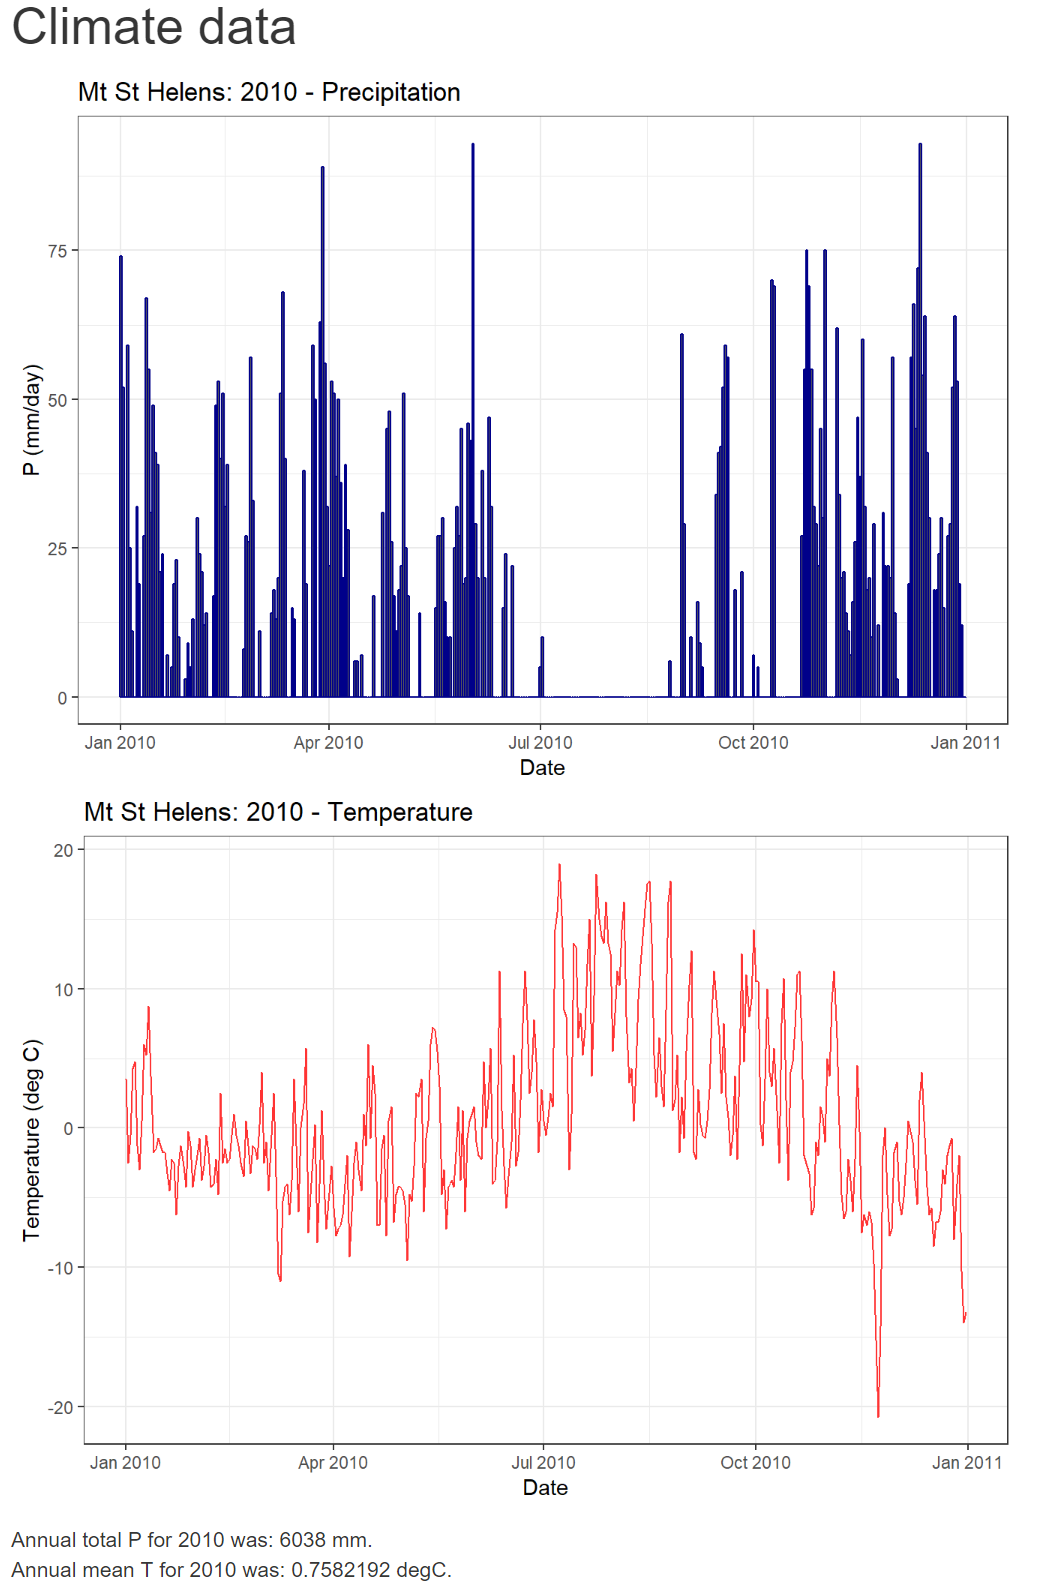 Climate data
Mt St Helens: 2010 - Precipitation
75
50
25
0
P (mm/day)
Jan 2010 Apr 2010 Jul 2010 Oct 2010 Jan 2011
Date
Mt St Helens: 2010 - Temperature
20
10
0
-10
-20
Temperature (deg C)
Jan 2010 Apr 2010 Jul 2010 Oct 2010 Jan 2011
Date
Annual total P for 2010 was: 6038 mm.
Annual mean T for 2010 was: 0.7582192 degC.